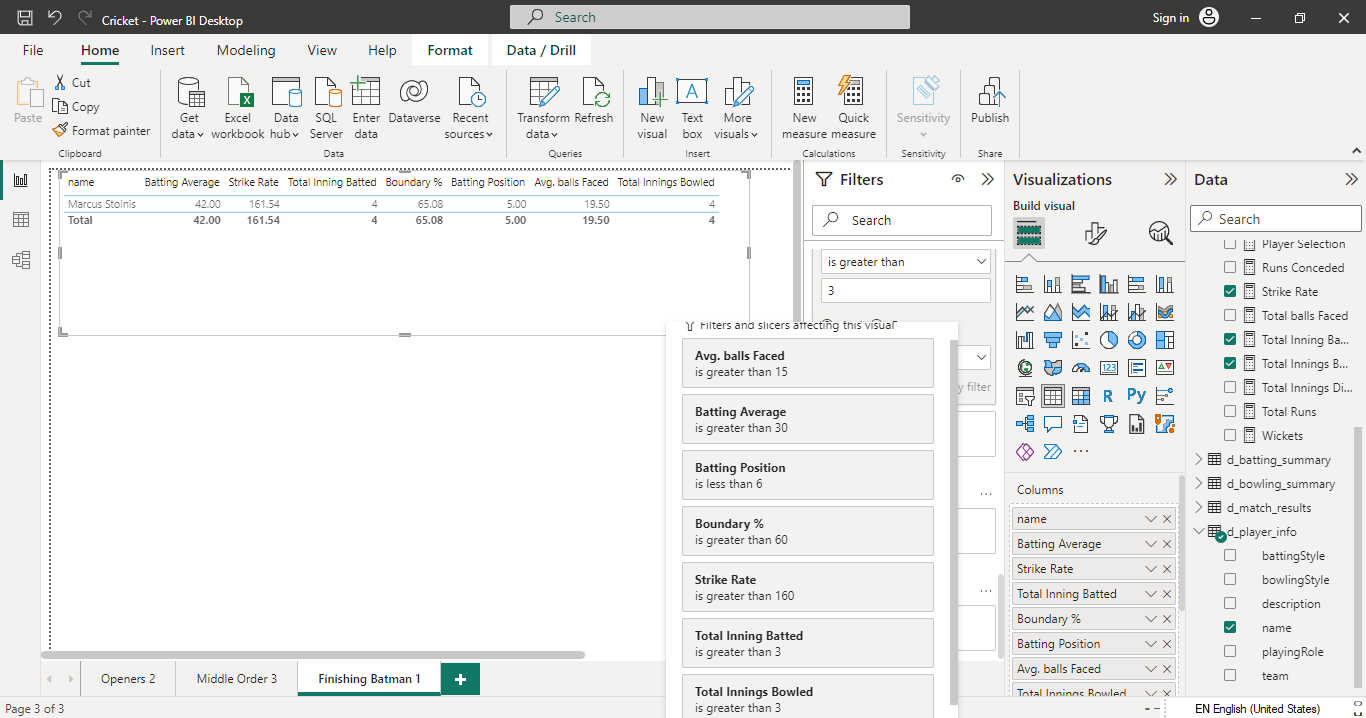 Cricket - Power BI Desktop
Search
Sign in
File Home Insert Modeling View Help Format Data / Drill
Paste
Cut
Copy
Format painter
Get data
Excel workbook
Data hub
SQL Server
Enter data
Dataverse
Recent sources
Transform data
Refresh
New visual
Text box
More visuals
New measure
Quick measure
Sensitivity
Publish
Clipboard Data Queries Insert Calculations Sensitivity Share
name Batting Average Strike Rate Total Inning Batted Boundary % Batting Position Avg. balls Faced Total Innings Bowled
Marcus Stoinis 42.00 161.54 4 65.08 5.00 19.50 4
Total 42.00 161.54 4 65.08 5.00 19.50 4
Filters
Search
is greater than
3
y filter
Filters and slicers affecting this visual
Avg. balls Faced
is greater than 15
Batting Average
is greater than 30
Batting Position
is less than 6
Boundary %
is greater than 60
Strike Rate
is greater than 160
Total Inning Batted
is greater than 3
Total Innings Bowled
is greater than 3
Visualizations
Build visual
123
R
Py
Columns
name
Batting Average
Strike Rate
Total Inning Batted
Boundary %
Batting Position
Avg. balls Faced
Total Innings Bowled
Data
Search
Player Selection
Runs Conceded
Strike Rate
Total balls Faced
Total Inning Ba...
Total Innings B...
Total Innings Di...
Total Runs
Wickets
d_batting_summary
d_bowling_summary
d_match_results
d_player_info
battingStyle
bowlingStyle
description
name
playingRole
team
Openers 2
Middle Order 3
Finishing Batman 1
Page 3 of 3
EN English (United States)